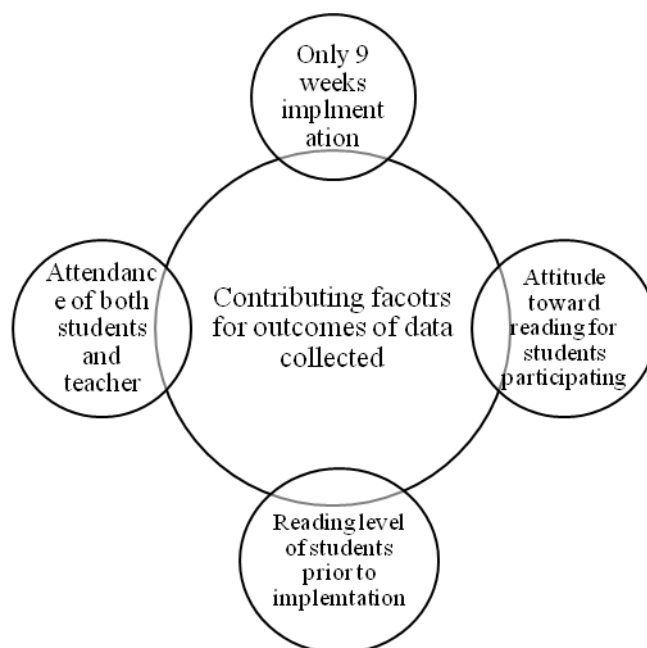 Only 9
weeks
implment
ation
Attendanc
e of both
students
and
teacher
Contributing facotrs
for outcomes of data
collected
Attitude
toward
reading for
students
participating
Reading level
of students
prior to
implemtation